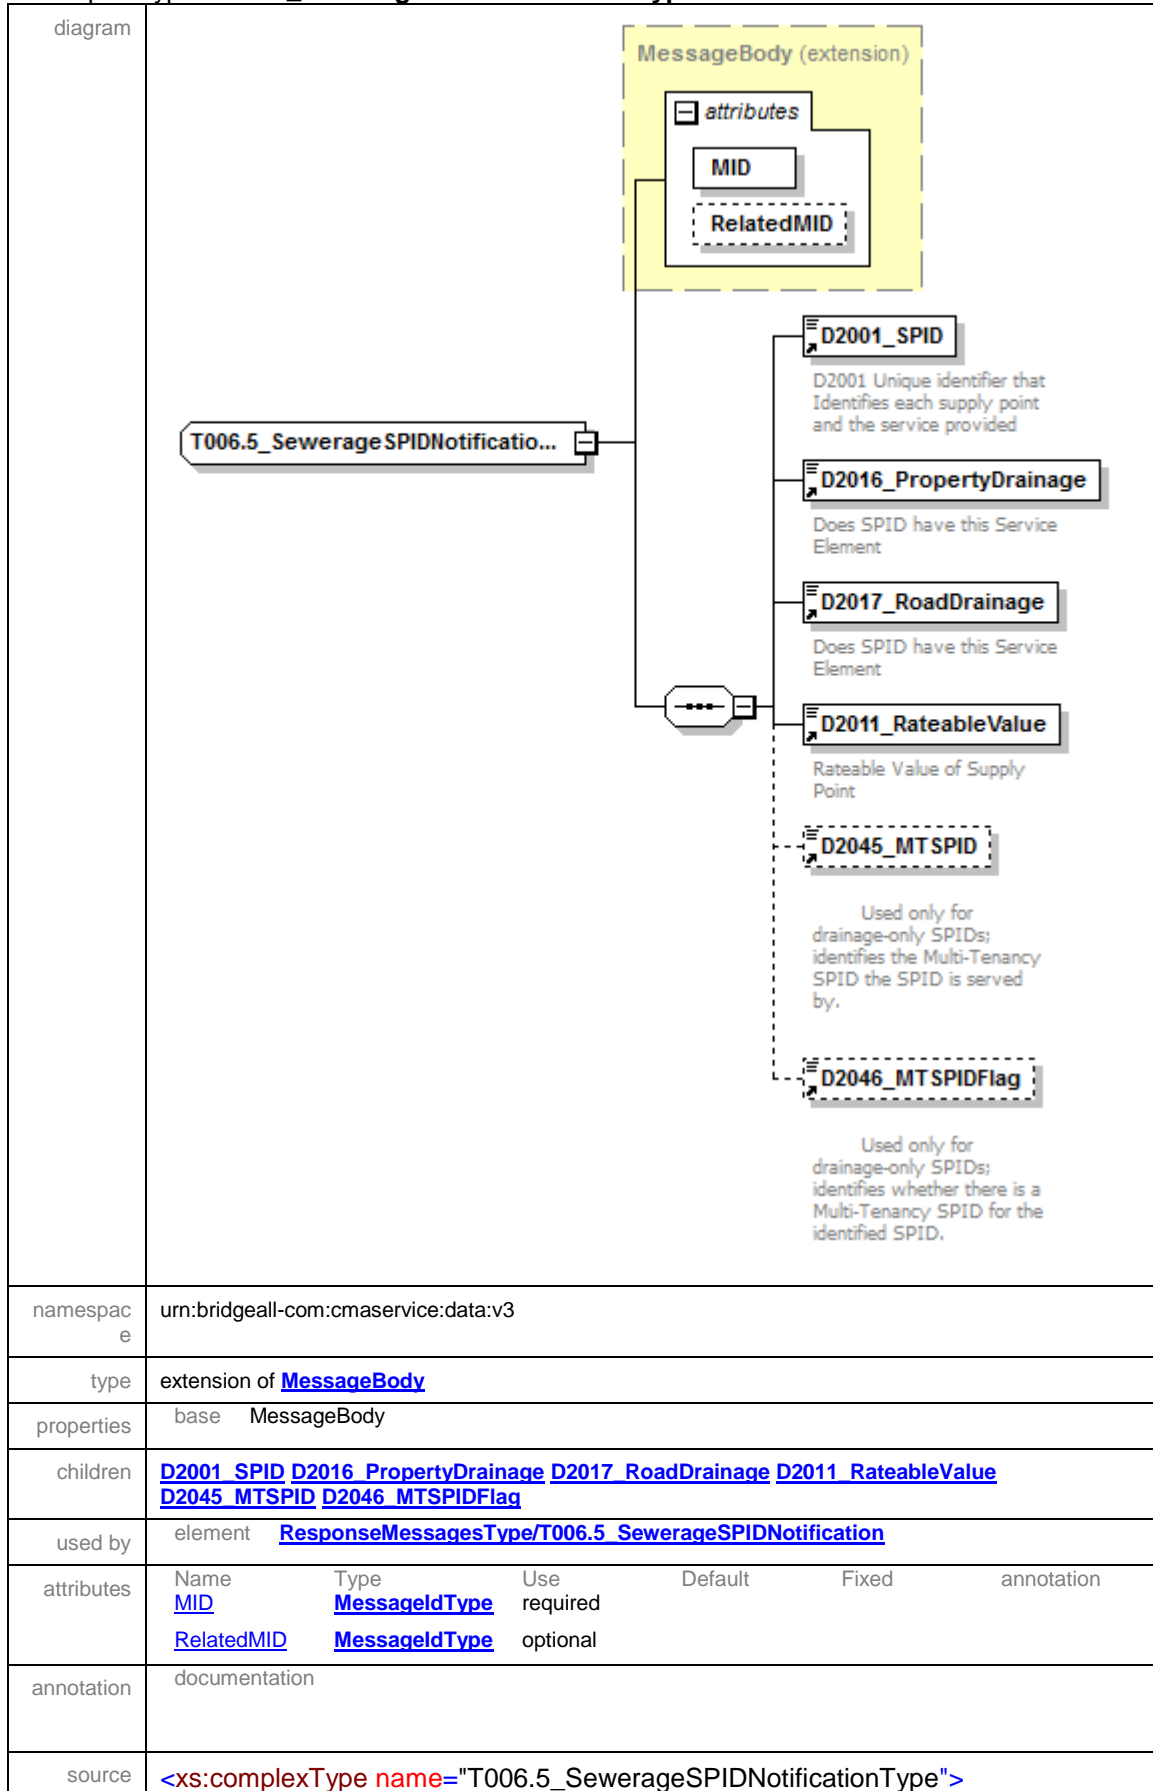 diagram
MessageBody (extension)
attributes
MID
RelatedMID
D2001_SPID
D2001 Unique identifier that
Identifies each supply point
and the service provided
T006.5_SewerageSPIDNotificatio...
D2016_PropertyDrainage
Does SPID have this Service
Element
D2017_RoadDrainage
Does SPID have this Service
Element
D2011_RateableValue
Rateable Value of Supply
Point
D2045_MTSPID
Used only for
drainage-only SPIDs;
identifies the Multi-Tenancy
SPID the SPID is served
by.
D2046_MTSPIDFlag
Used only for
drainage-only SPIDs;
identifies whether there is a
Multi-Tenancy SPID for the
identified SPID.
namespac
e
urn:bridgeall-com:cmaservice:data:v3
type extension of MessageBody
properties base MessageBody
children D2001_SPID D2016_PropertyDrainage D2017_RoadDrainage D2011_RateableValue
D2045_MTSPID D2046_MTSPIDFlag
used by element ResponseMessagesType/T006.5_SewerageSPIDNotification
attributes Name Type Use Default Fixed annotation
MID MessageIdType required
RelatedMID MessageIdType optional
annotation documentation
source <xs:complexType name="T006.5_SewerageSPIDNotificationType">